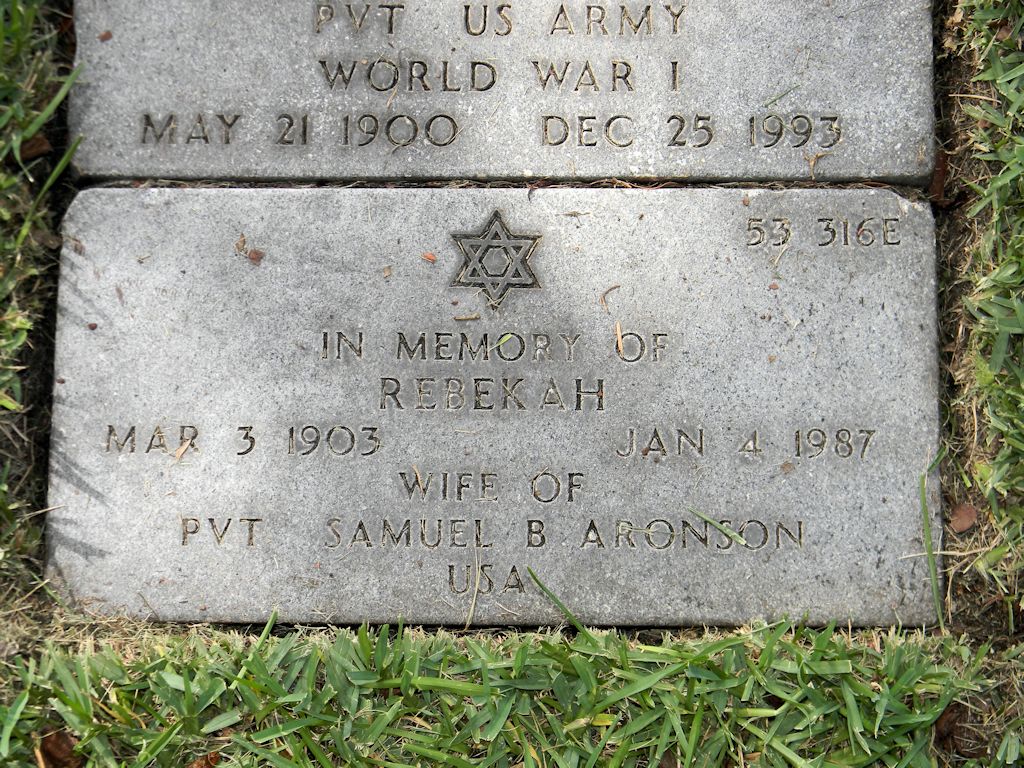 PVT US ARMY
WORLD WAR I
MAY 21 1900 DEC 25 1993
53 316E
IN MEMORY OF
REBEKAH
MAR 3 1903 JAN 4 1987
WIFE OF
PVT SAMUEL B ARONSON
USA